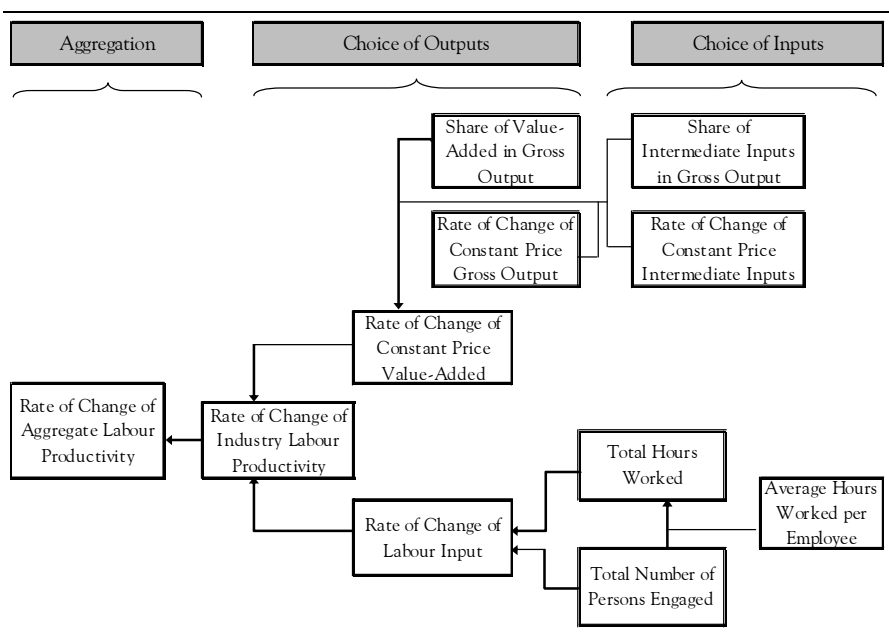 Aggregation
Choice of Outputs
Choice of Inputs
Share of Value-
Added in Gross
Output
Share of
Intermediate Inputs
in Gross Output
Rate of Change of
Constant Price
Gross Output
Rate of Change of
Constant Price
Intermediate Inputs
Rate of Change of
Constant Price
Value-Added
Rate of Change of
Aggregate Labour
Productivity
Rate of Change of
Industry Labour
Productivity
Total Hours
Worked
Average Hours
Worked per
Employee
Rate of Change of
Labour Input
Total Number of
Persons Engaged